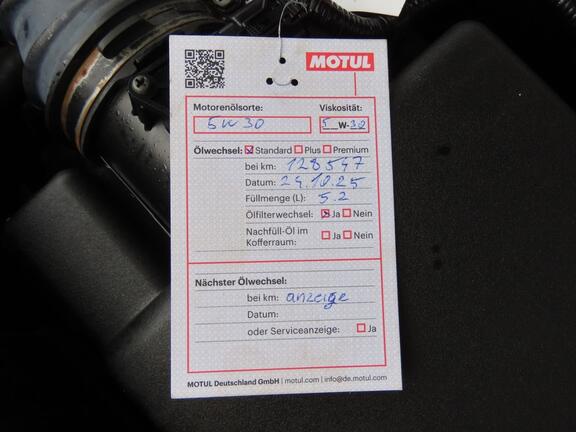 MOTUL
Motorenölsorte: Viskosität:
5W30 5_W-30
Ölwechsel: Standard Plus Premium
bei km: 128547
Datum: 24.10.25
Füllmenge (L): 5.2
Ölfilterwechsel: Ja Nein
Nachfüll-Öl im
Kofferraum: Ja Nein
Nächster Ölwechsel:
bei km: anzeige
Datum:
oder Serviceanzeige: Ja
MOTUL Deutschland GmbH | motul.com | info@de.motul.com